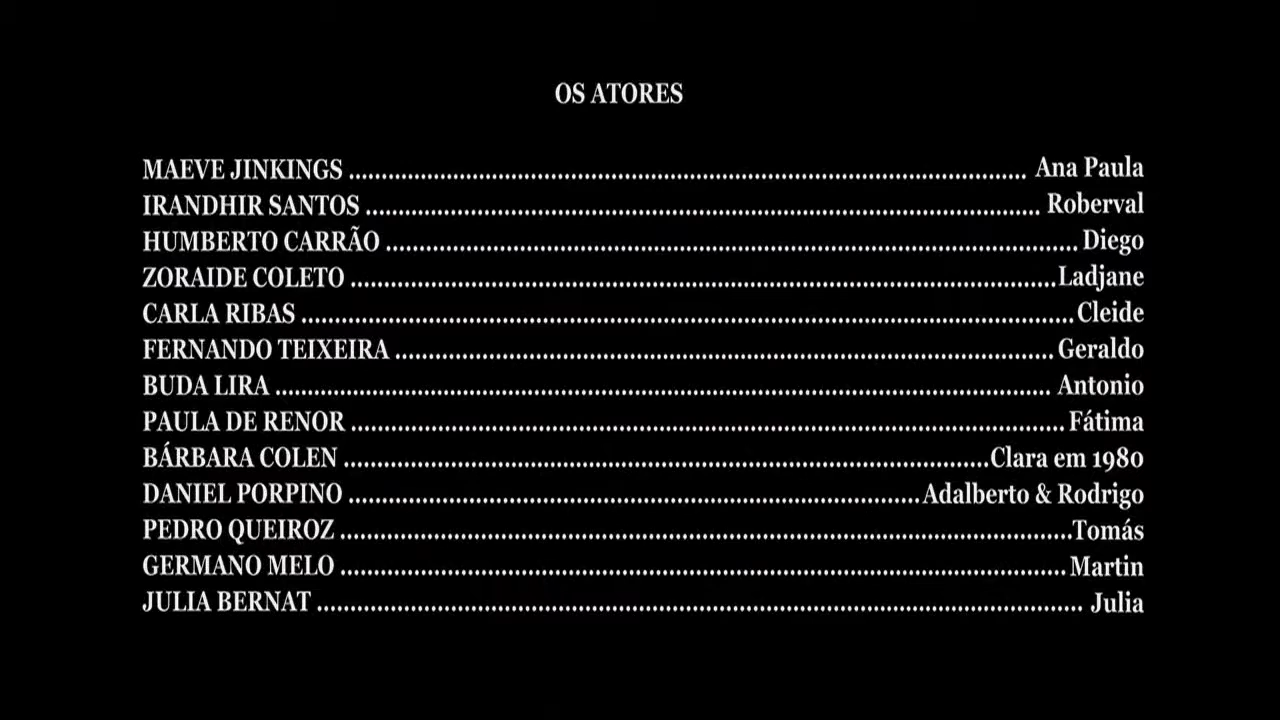 OS ATORES
MAEVE JINKINGS ........................................................................................................ Ana Paula
IRANDHIR SANTOS ....................................................................................................... Roberval
HUMBERTO CARRÃO ......................................................................................................... Diego
ZORAIDE COLETO ...........................................................................................................Ladjane
CARLA RIBAS .....................................................................................................................Cleide
FERNANDO TEIXEIRA ....................................................................................................Geraldo
BUDA LIRA ...................................................................................................................... Antonio
PAULA DE RENOR .............................................................................................................Fátima
BÁRBARA COLEN ..................................................................................................Clara em 1980
DANIEL PORPINO .......................................................................................Adalberto & Rodrigo
PEDRO QUEIROZ ...............................................................................................................Tomás
GERMANO MELO ..............................................................................................................Martin
JULIA BERNAT ..................................................................................................................... Julia